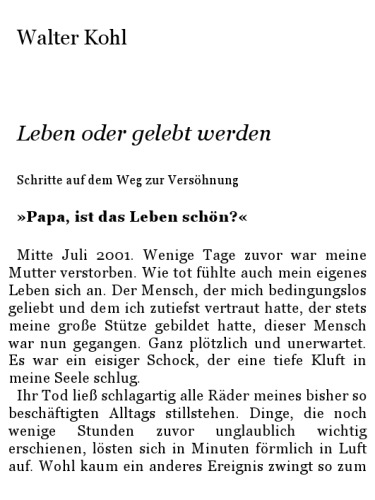 Walter Kohl
Leben oder gelebt werden
Schritte auf dem Weg zur Versöhnung
»Papa, ist das Leben schön?«
Mitte Juli 2001. Wenige Tage zuvor war meine
Mutter verstorben. Wie tot fühlte auch mein eigenes
Leben sich an. Der Mensch, der mich bedingungslos
geliebt und dem ich zutiefst vertraut hatte, der stets
meine große Stütze gebildet hatte, dieser Mensch
war nun gegangen. Ganz plötzlich und unerwartet.
Es war ein eisiger Schock, der eine tiefe Kluft in
meine Seele schlug.
Ihr Tod ließ schlagartig alle Räder meines bisher so
beschäftigten Alltags stillstehen. Dinge, die noch
wenige Stunden zuvor unglaublich wichtig
erschienen, lösten sich in Minuten förmlich in Luft
auf. Wohl kaum ein anderes Ereignis zwingt so zum